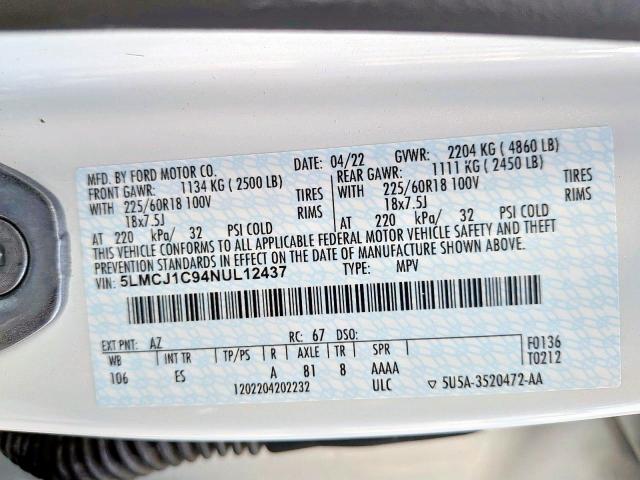 MFD. BY FORD MOTOR CO. 04/22 GVWR: 2204 KG ( 4860 LB)
FRONT GAWR: 1134 KG ( 2500 LB) REAR GAWR: 1111 KG ( 2450 LB)
WITH 225/60R18 100V TIRES WITH 225/60R18 100V TIRES
18x7.5J RIMS 18x7.5J RIMS
AT 220 kPa/ 32 PSI COLD AT 220 kPa/ 32 PSI COLD
THIS VEHICLE CONFORMS TO ALL APPLICABLE FEDERAL MOTOR VEHICLE SAFETY AND THEFT
PREVENTION STANDARDS IN EFFECT ON THE DATE OF MANUFACTURE SHOWN ABOVE.
VIN: 5LMCJ1C94NUL12437 TYPE: MPV
EXT PNT: AZ RC: 67 DSO: F0136
WB INT TR TP/PS R AXLE TR SPR T0212
106 ES A 81 8 AAAA
1202204202232 ULC ▽ 5U5A-3520472-AA